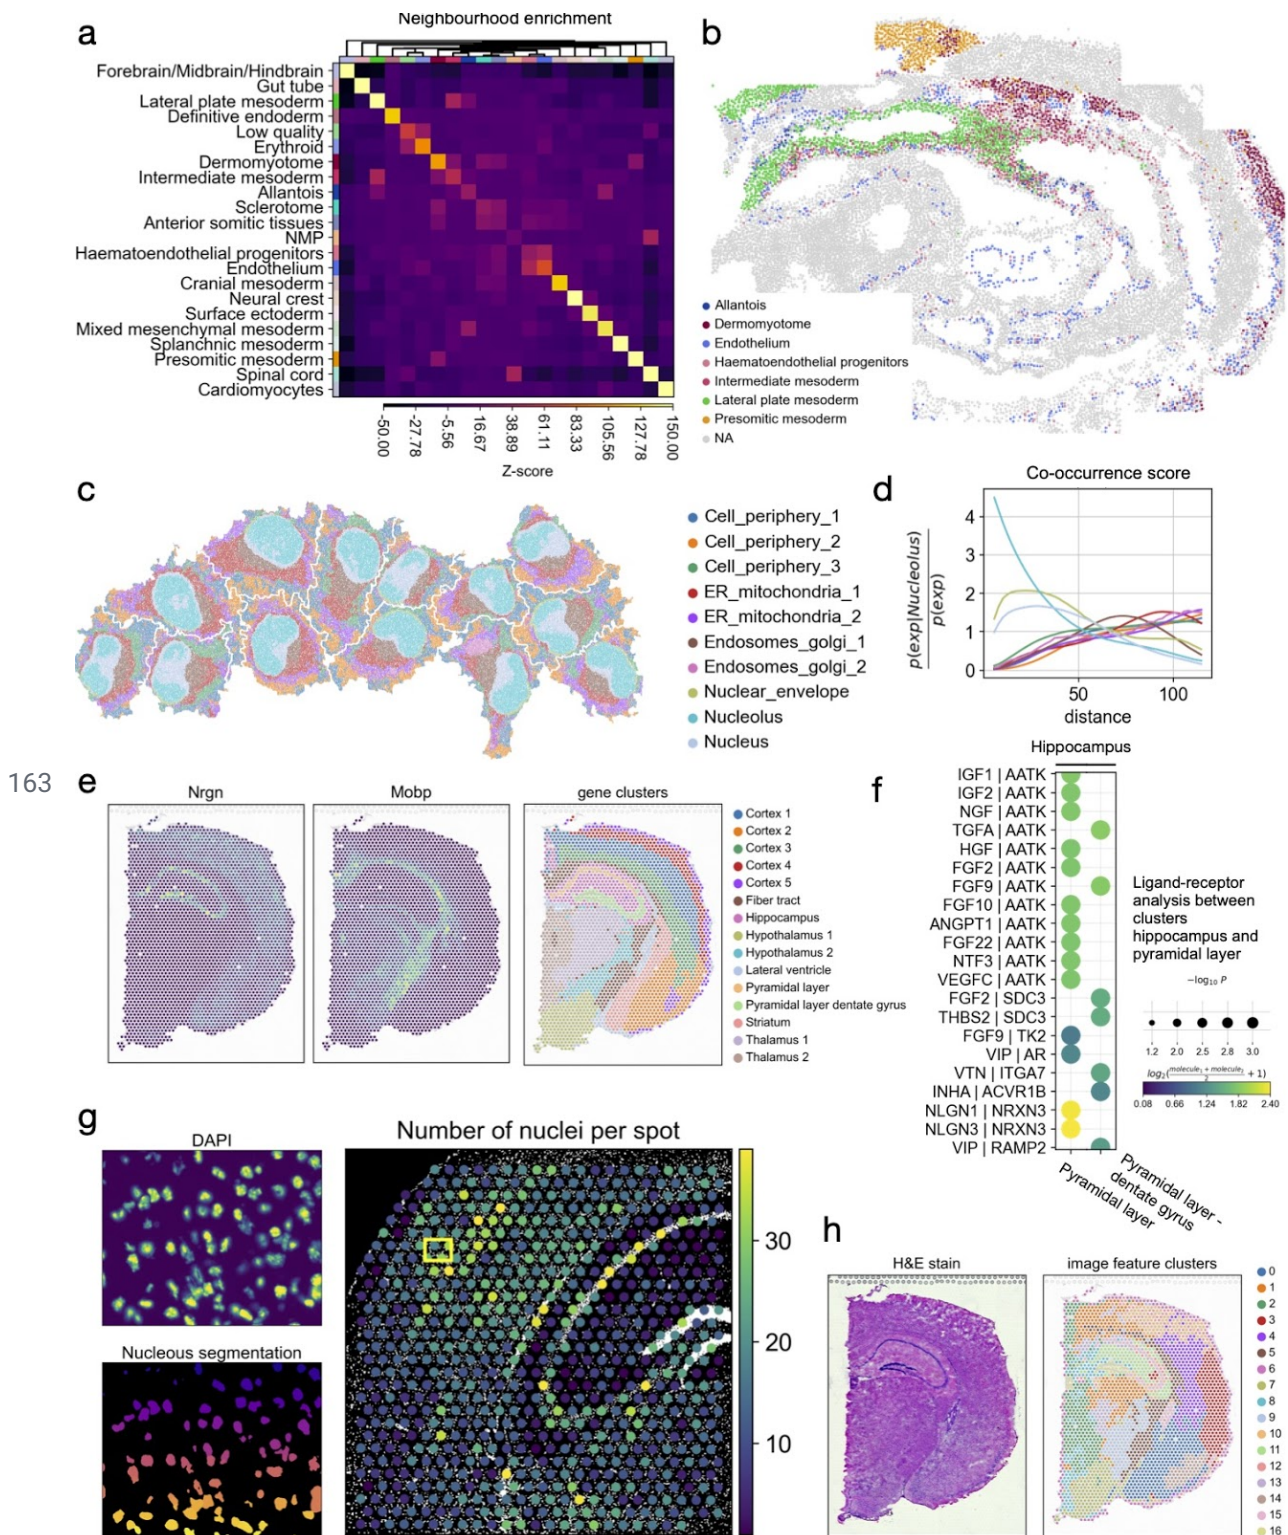 a
Neighbourhood enrichment
Forebrain/Midbrain/Hindbrain
Gut tube
Lateral plate mesoderm
Definitive endoderm
Low quality
Erythroid
Dermomyotome
Intermediate mesoderm
Allantois
Sclerotome
Anterior somitic tissues
NMP
Haematoendothelial progenitors
Endothelium
Cranial mesoderm
Neural crest
Surface ectoderm
Mixed mesenchymal mesoderm
Splanchnic mesoderm
Presomitic mesoderm
Spinal cord
Cardiomyocytes
-50.00
-27.78
-5.56
16.67
38.89
61.11
83.33
105.56
127.78
150.00
Z-score
b
Allantois
Dermomyotome
Endothelium
Haematoendothelial progenitors
Intermediate mesoderm
Lateral plate mesoderm
Presomitic mesoderm
NA
c
Cell_periphery_1
Cell_periphery_2
Cell_periphery_3
ER_mitochondria_1
ER_mitochondria_2
Endosomes_golgi_1
Endosomes_golgi_2
Nuclear_envelope
Nucleolus
Nucleus
d
Co-occurrence score
p(exp|Nucleolus)
p(exp)
4
3
2
1
0
50 100
distance
163
e
Nrgn
Mobp
gene clusters
Cortex 1
Cortex 2
Cortex 3
Cortex 4
Cortex 5
Fiber tract
Hippocampus
Hypothalamus 1
Hypothalamus 2
Lateral ventricle
Pyramidal layer
Pyramidal layer dentate gyrus
Striatum
Thalamus 1
Thalamus 2
f
Hippocampus
IGF1 | AATK
IGF2 | AATK
NGF | AATK
TGFA | AATK
HGF | AATK
FGF2 | AATK
FGF9 | AATK
FGF10 | AATK
ANGPT1 | AATK
FGF22 | AATK
NTF3 | AATK
VEGFC | AATK
FGF2 | SDC3
THBS2 | SDC3
FGF9 | TK2
VIP | AR
VTN | ITGA7
INHA | ACVR1B
NLGN1 | NRXN3
NLGN3 | NRXN3
VIP | RAMP2
Pyramidal layer
Pyramidal layer -
dentate gyrus
Ligand-receptor
analysis between
clusters
hippocampus and
pyramidal layer
−log₁₀ P
1.2 2.0 2.5 2.8 3.0
log₂(molecule₁ + molecule₂ / 2 + 1)
0.08 0.66 1.24 1.82 2.40
g
DAPI
Nucleous segmentation
Number of nuclei per spot
30
20
10
h
H&E stain
image feature clusters
0
1
2
3
4
5
6
7
8
9
10
11
12
13
14
15